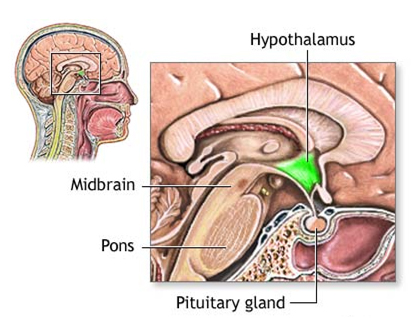 Hypothalamus
Midbrain
Pons
Pituitary gland